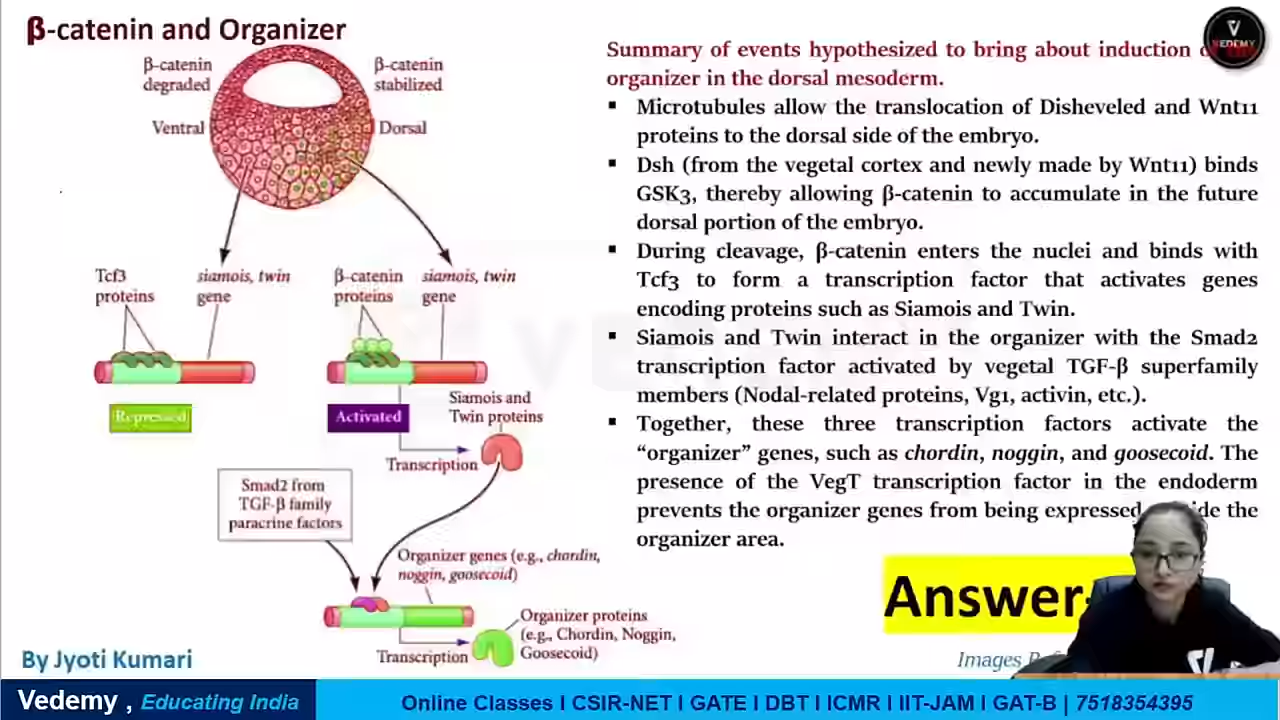 β-catenin and Organizer
β-catenin
degraded
β-catenin
stabilized
Ventral
Dorsal
Tcf3
proteins
siamois, twin
gene
β-catenin
proteins
siamois, twin
gene
Repressed
Activated
Siamois and
Twin proteins
Transcription
Smad2 from
TGF-β family
paracrine factors
Organizer genes (e.g., chordin,
noggin, goosecoid)
Organizer proteins
(e.g., Chordin, Noggin,
Goosecoid)
Transcription
By Jyoti Kumari
VEDEMY
Summary of events hypothesized to bring about induction
organizer in the dorsal mesoderm.
▪ Microtubules allow the translocation of Disheveled and Wnt11
proteins to the dorsal side of the embryo.
▪ Dsh (from the vegetal cortex and newly made by Wnt11) binds
GSK3, thereby allowing β-catenin to accumulate in the future
dorsal portion of the embryo.
▪ During cleavage, β-catenin enters the nuclei and binds with
Tcf3 to form a transcription factor that activates genes
encoding proteins such as Siamois and Twin.
▪ Siamois and Twin interact in the organizer with the Smad2
transcription factor activated by vegetal TGF-β superfamily
members (Nodal-related proteins, Vg1, activin, etc.).
▪ Together, these three transcription factors activate the
“organizer” genes, such as chordin, noggin, and goosecoid. The
presence of the VegT transcription factor in the endoderm
prevents the organizer genes from being expressed the
organizer area.
Answer-
Images
Vedemy , Educating India
Online Classes I CSIR-NET I GATE I DBT I ICMR I IIT-JAM I GAT-B | 7518354395